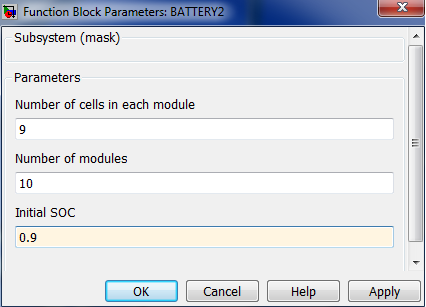 Function Block Parameters: BATTERY2
Subsystem (mask)
Parameters
Number of cells in each module
9
Number of modules
10
Initial SOC
0.9
OK Cancel Help Apply